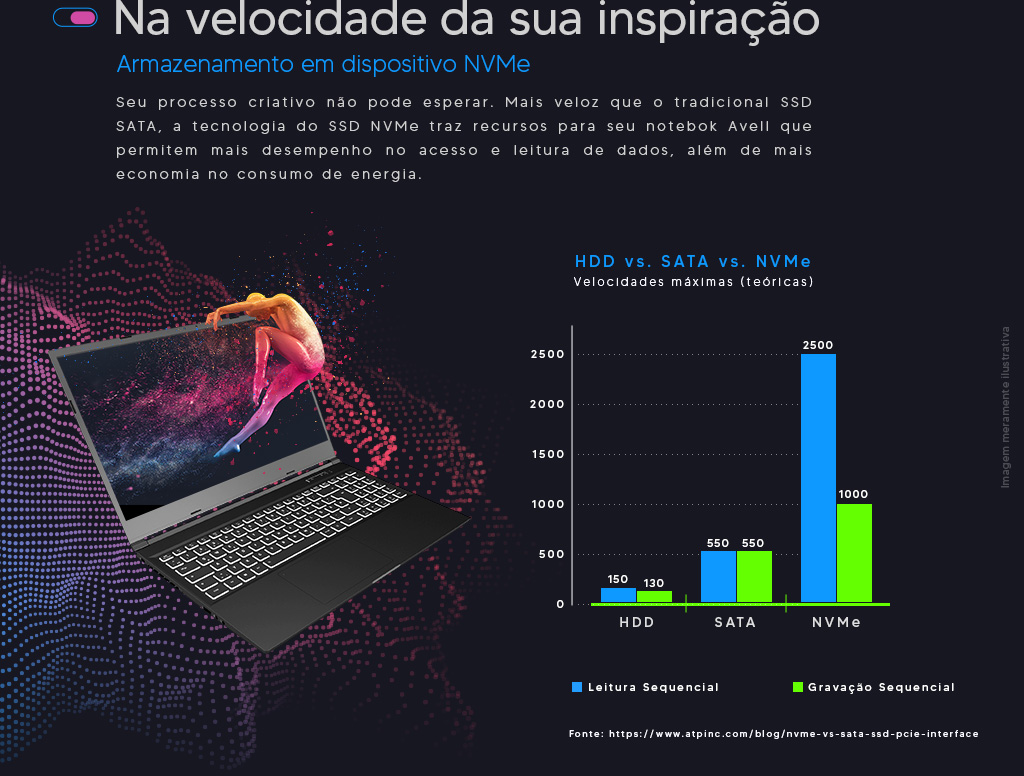 Na velocidade da sua inspiração
Armazenamento em dispositivo NVMe
Seu processo criativo não pode esperar. Mais veloz que o tradicional SSD
SATA, a tecnologia do SSD NVMe traz recursos para seu notebok Avell que
permitem mais desempenho no acesso e leitura de dados, além de mais
economia no consumo de energia.
HDD vs. SATA vs. NVMe
Velocidades máximas (teóricas)
2500
2000
1500
1000
500
0
150
130
550
550
2500
1000
HDD
SATA
NVMe
Leitura Sequencial
Gravação Sequencial
Fonte: https://www.atpinc.com/blog/nvme-vs-sata-ssd-pcie-interface
Imagem meramente ilustrativa